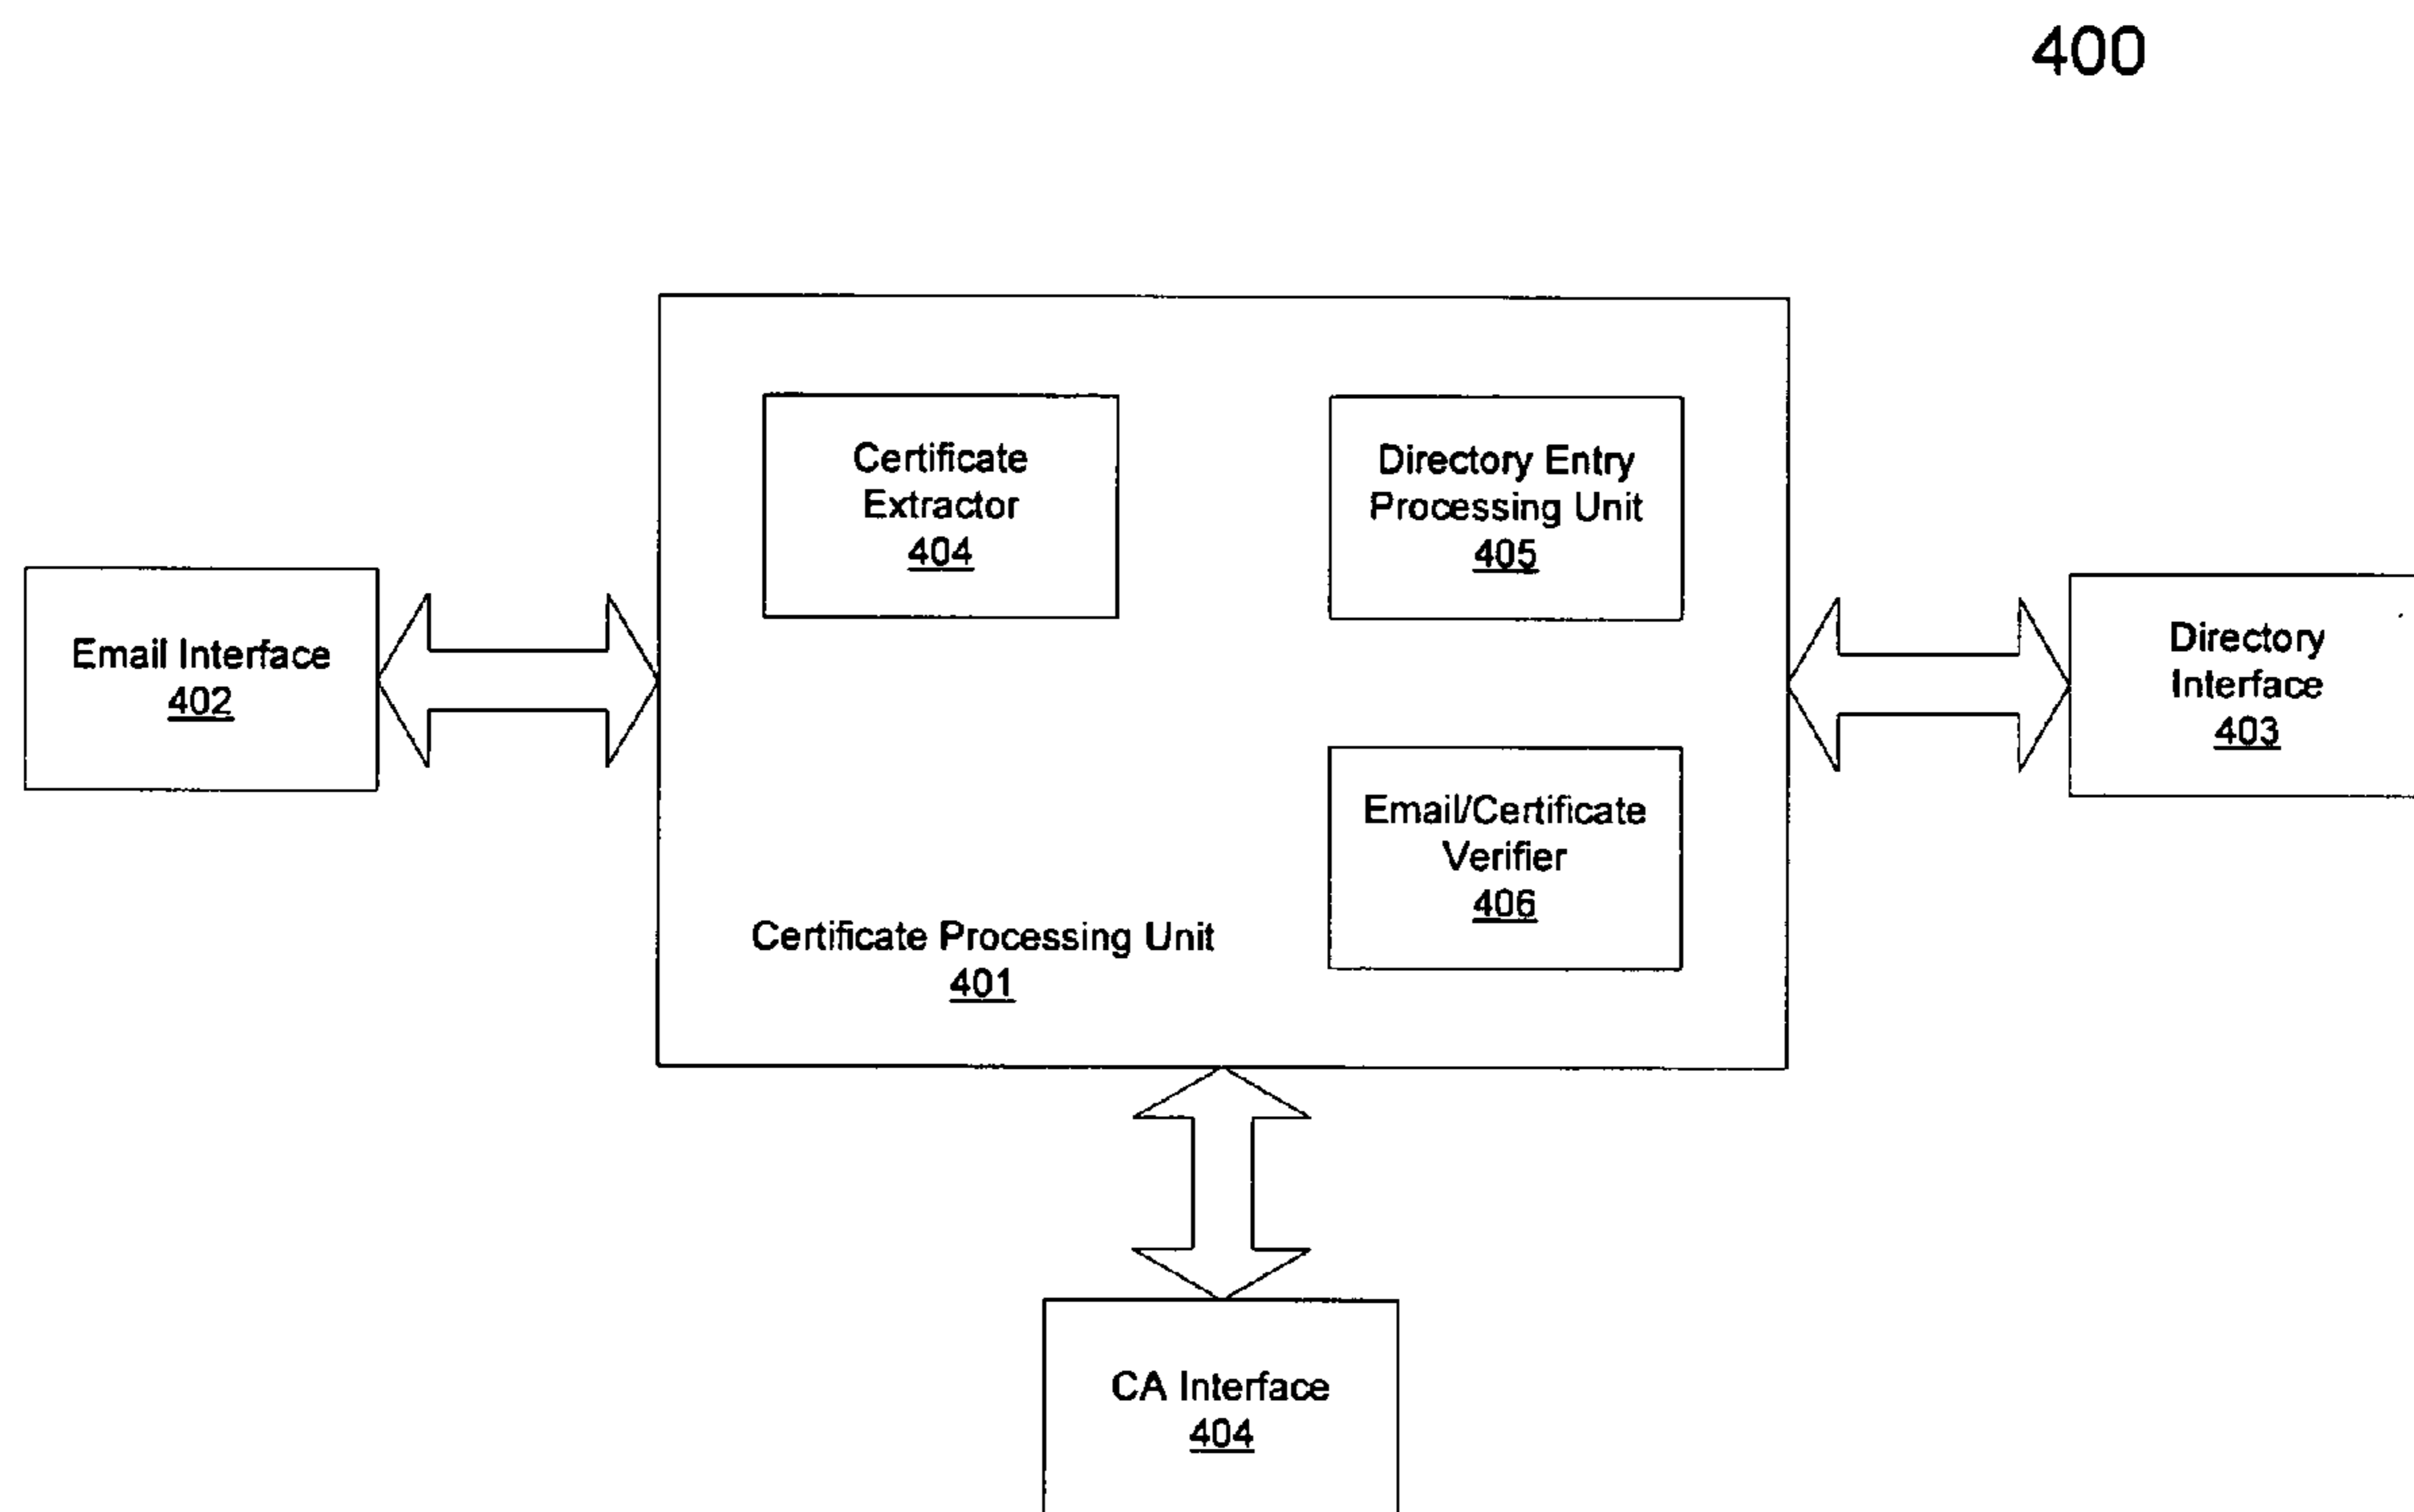 400
Certificate
Extractor
404
Directory Entry
Processing Unit
405
Email Interface
402
Directory
Interface
403
Email/Certificate
Verifier
406
Certificate Processing Unit
401
CA Interface
404